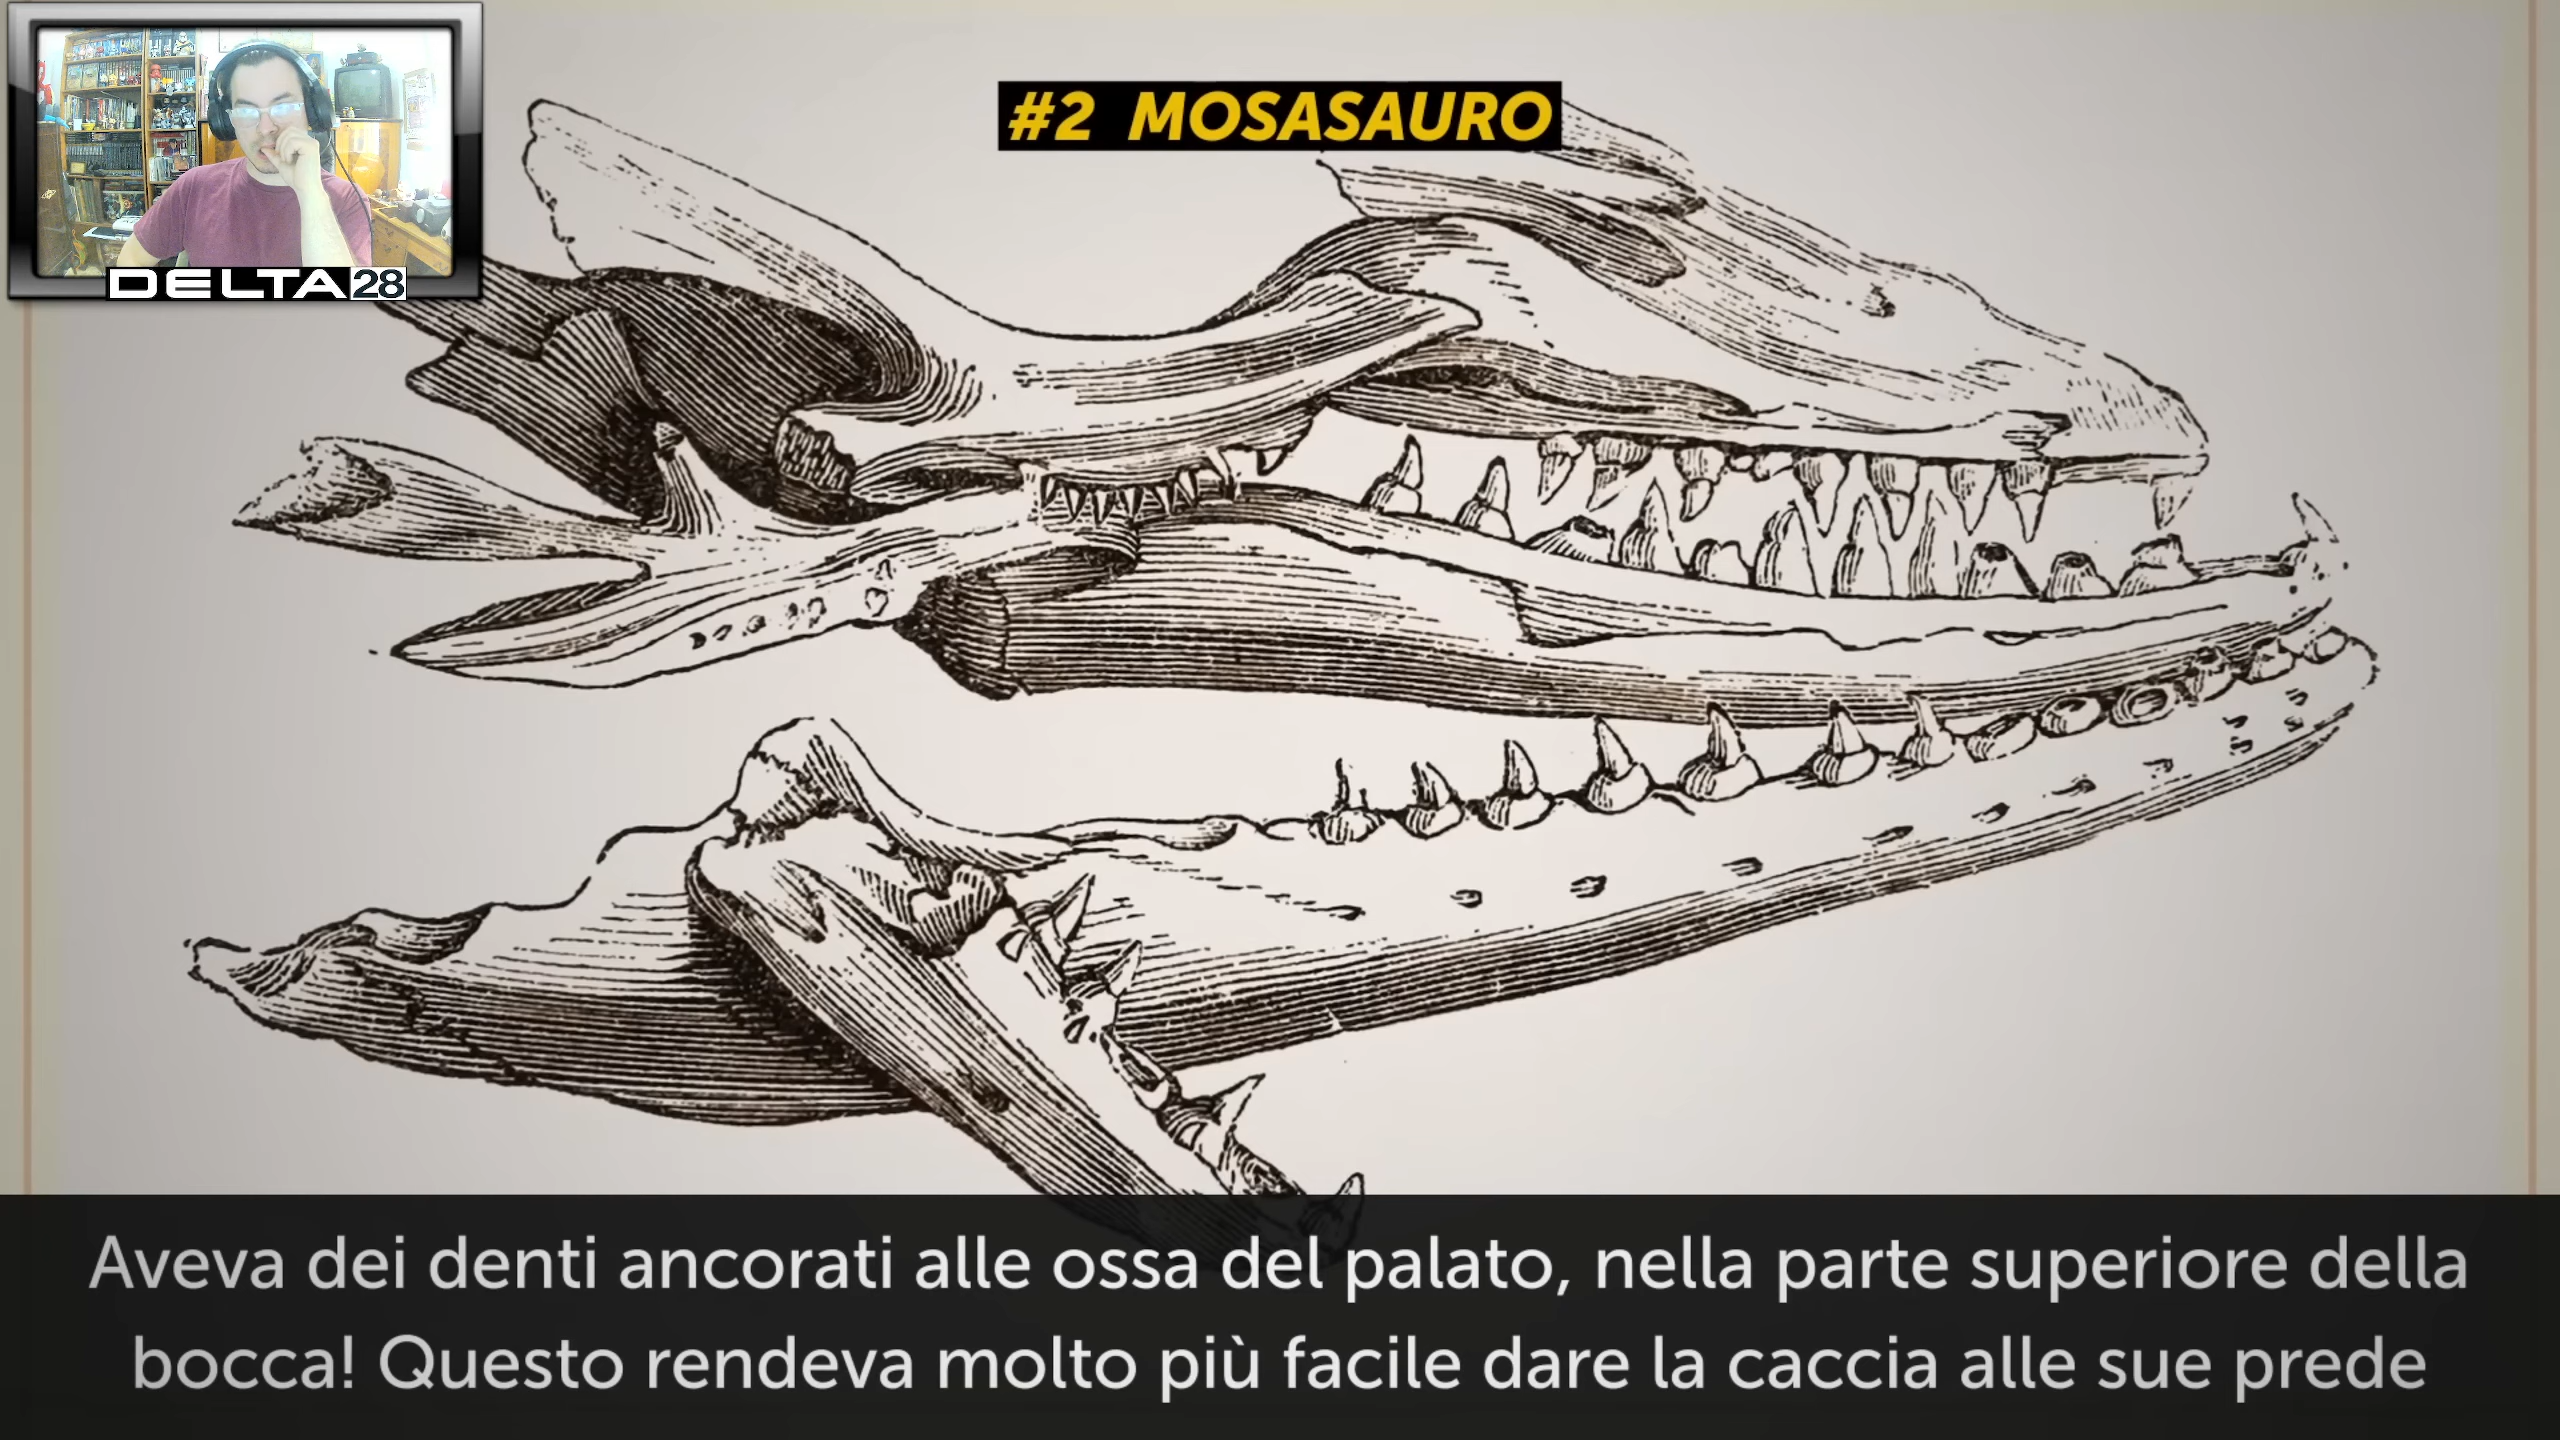 #2 MOSASAURO
DELTA28
Aveva dei denti ancorati alle ossa del palato, nella parte superiore della
bocca! Questo rendeva molto più facile dare la caccia alle sue prede